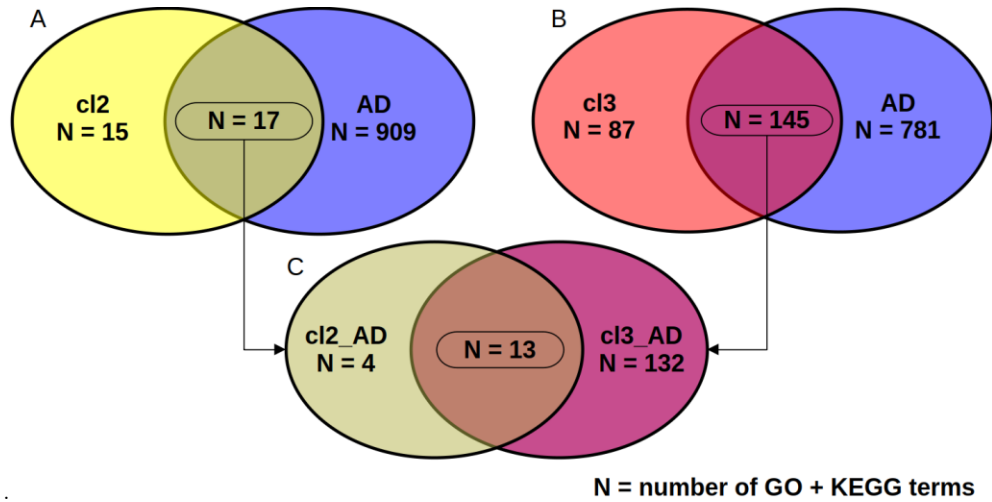 A
cl2
N = 15
N = 17
AD
N = 909
B
cl3
N = 87
N = 145
AD
N = 781
C
cl2_AD
N = 4
N = 13
cl3_AD
N = 132
N = number of GO + KEGG terms
.